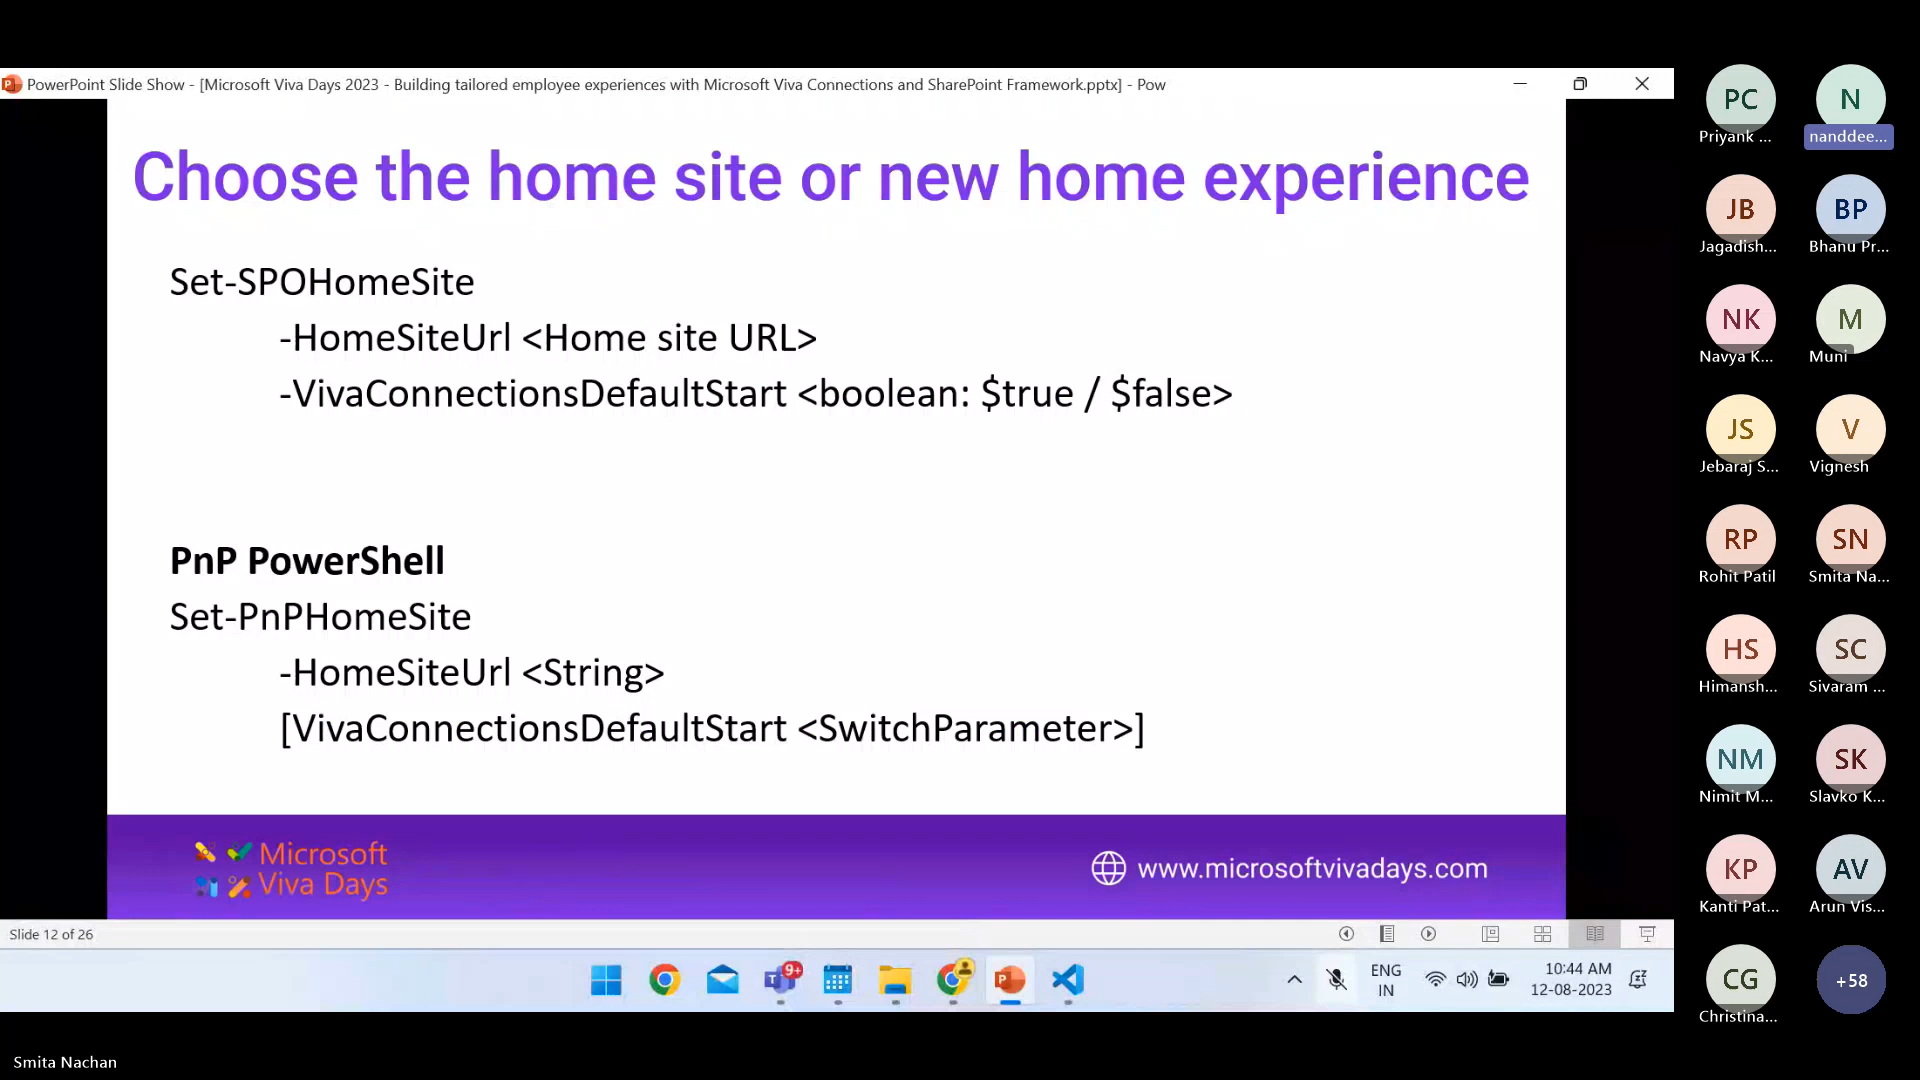 PowerPoint Slide Show - [Microsoft Viva Days 2023 - Building tailored employee experiences with Microsoft Viva Connections and SharePoint Framework.pptx] - Pow
Choose the home site or new home experience
Set-SPOHomeSite
-HomeSiteUrl <Home site URL>
-VivaConnectionsDefaultStart <boolean: $true / $false>
PnP PowerShell
Set-PnPHomeSite
-HomeSiteUrl <String>
[VivaConnectionsDefaultStart <SwitchParameter>]
Microsoft
Viva Days
www.microsoftvivadays.com
Slide 12 of 26
9+
ENG
IN
10:44 AM
12-08-2023
Smita Nachan
PC
Priyank ...
N
nanddee...
JB
Jagadish...
BP
Bhanu Pr...
NK
Navya K...
M
Muni
JS
Jebaraj S...
V
Vignesh
RP
Rohit Patil
SN
Smita Na...
HS
Himansh...
SC
Sivaram ...
NM
Nimit M...
SK
Slavko K...
KP
Kanti Pat...
AV
Arun Vis...
CG
Christina...
+58